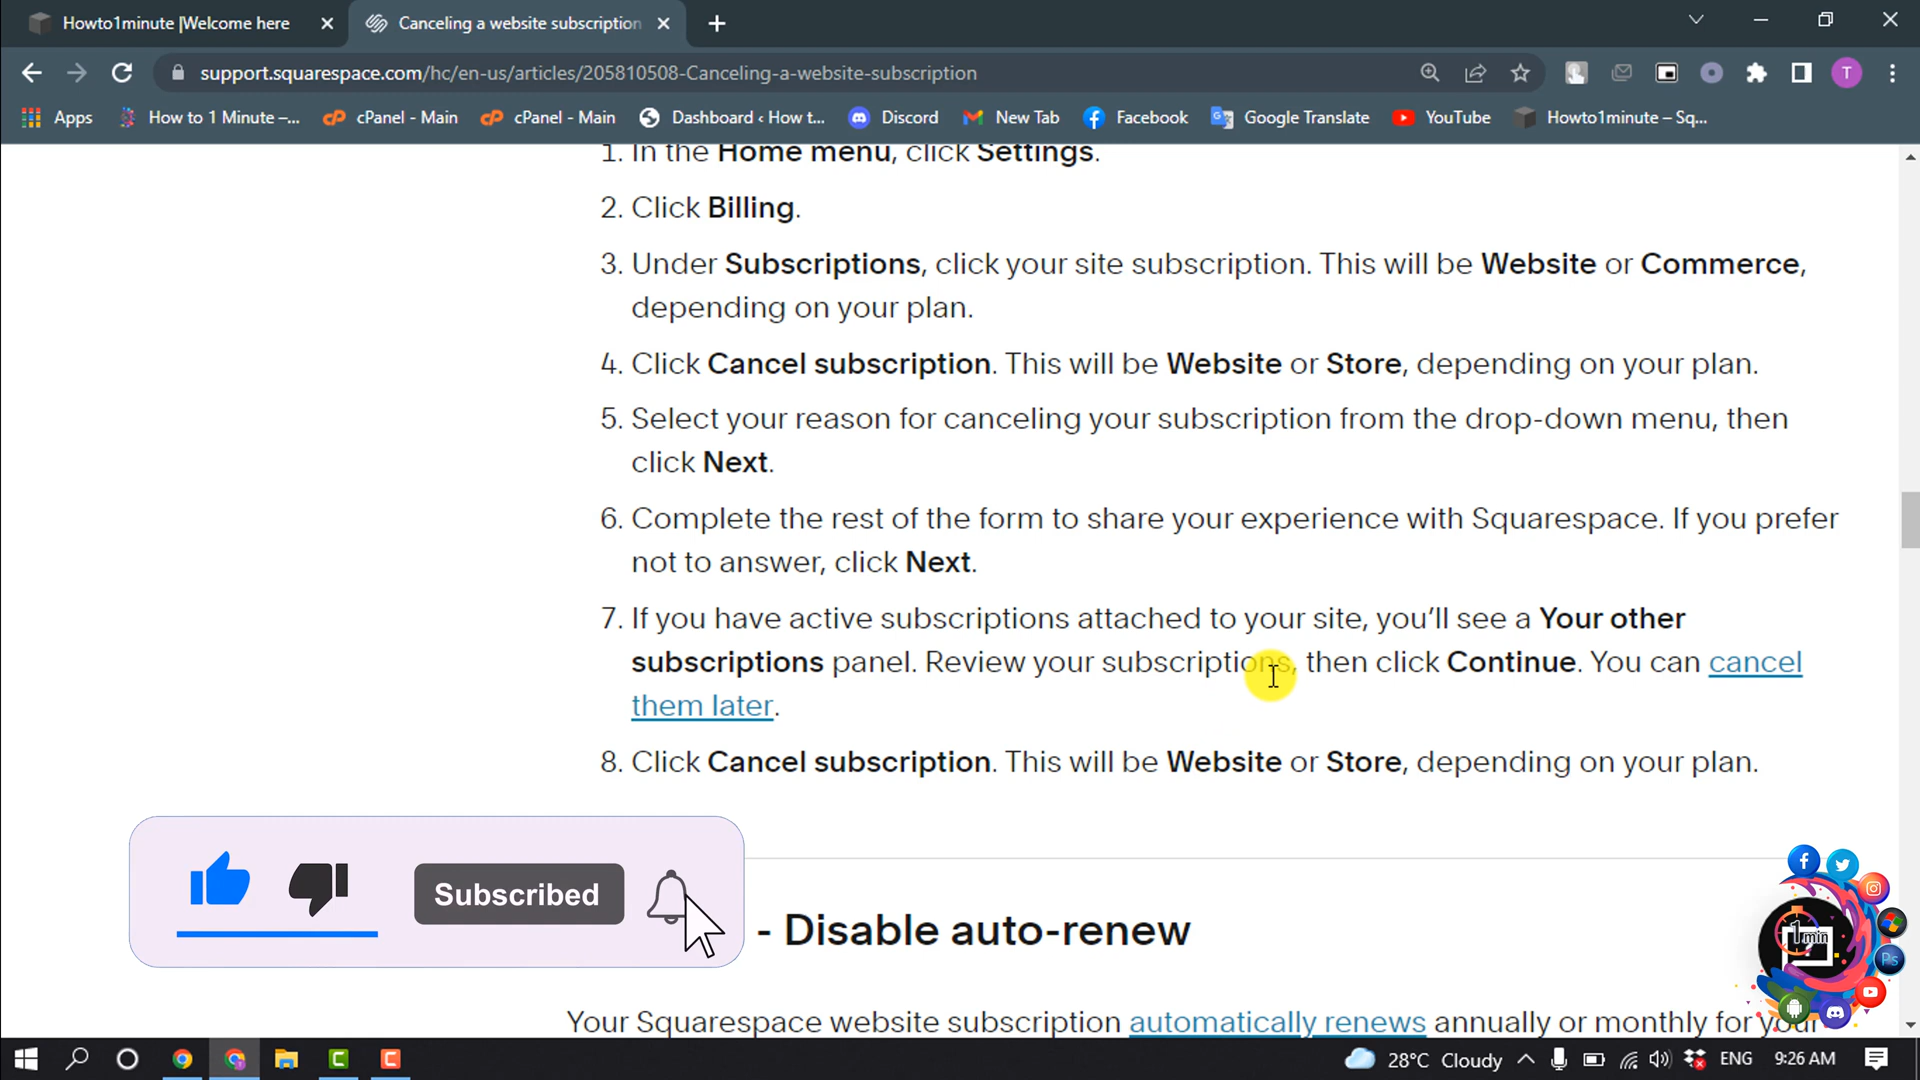 Howto1minute |Welcome here
Canceling a website subscription
support.squarespace.com/hc/en-us/articles/205810508-Canceling-a-website-subscription
T
Apps
How to 1 Minute –...
cPanel - Main
cPanel - Main
Dashboard ‹ How t...
Discord
New Tab
Facebook
Google Translate
YouTube
Howto1minute – Sq...
1. In the Home menu, click Settings.
2. Click Billing.
3. Under Subscriptions, click your site subscription. This will be Website or Commerce,
depending on your plan.
4. Click Cancel subscription. This will be Website or Store, depending on your plan.
5. Select your reason for canceling your subscription from the drop-down menu, then
click Next.
6. Complete the rest of the form to share your experience with Squarespace. If you prefer
not to answer, click Next.
7. If you have active subscriptions attached to your site, you’ll see a Your other
subscriptions panel. Review your subscriptions, then click Continue. You can cancel
them later.
8. Click Cancel subscription. This will be Website or Store, depending on your plan.
Subscribed
- Disable auto-renew
1min
Ps
Your Squarespace website subscription automatically renews annually or monthly for your
28°C Cloudy
ENG
9:26 AM